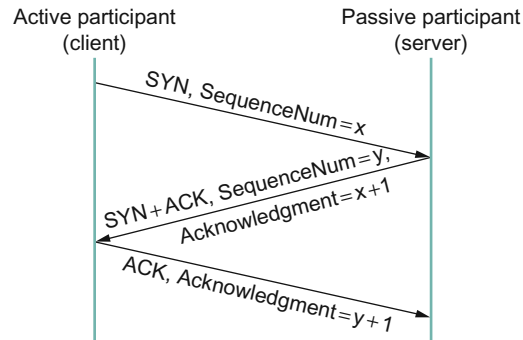 Active participant
(client)
Passive participant
(server)
SYN, SequenceNum=x
SYN+ACK, SequenceNum=y,
Acknowledgment=x+1
ACK, Acknowledgment=y+1